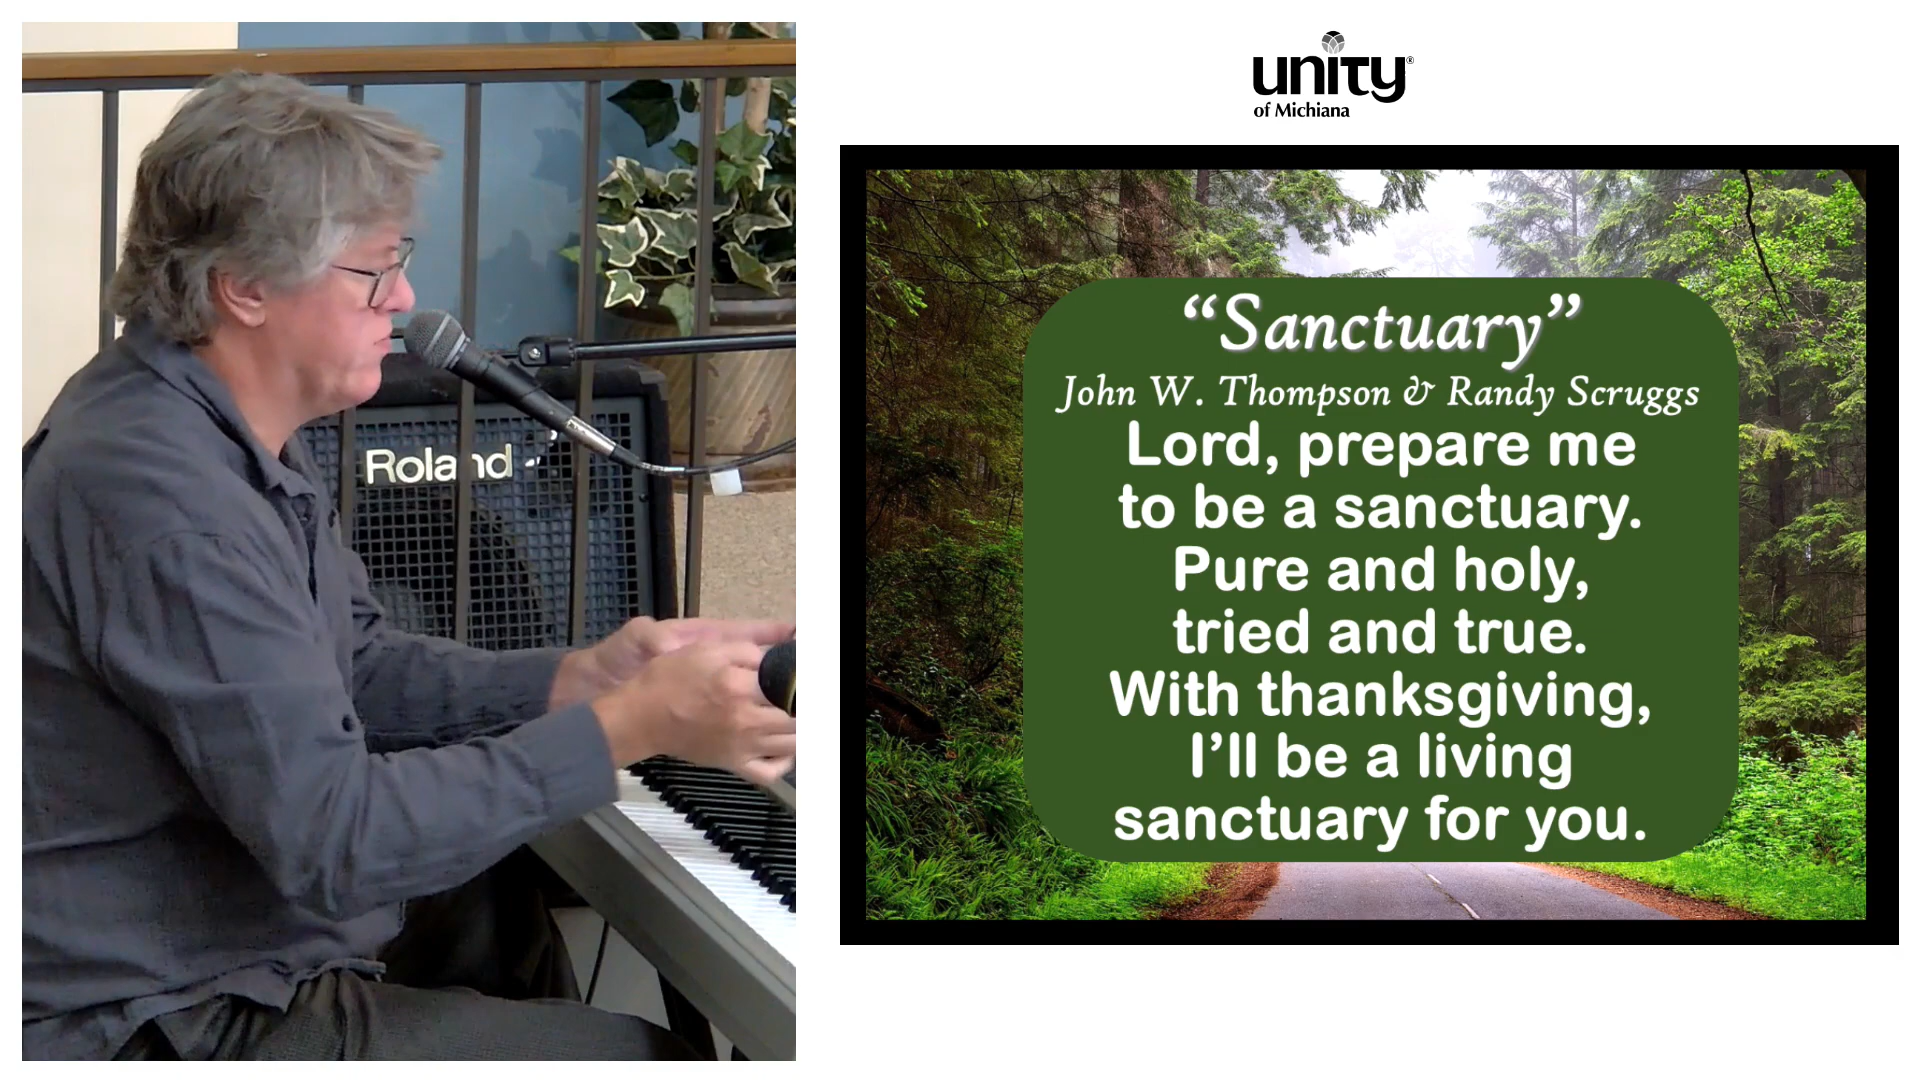 Roland
unity®
of Michiana
“Sanctuary”
John W. Thompson & Randy Scruggs
Lord, prepare me
to be a sanctuary.
Pure and holy,
tried and true.
With thanksgiving,
I’ll be a living
sanctuary for you.